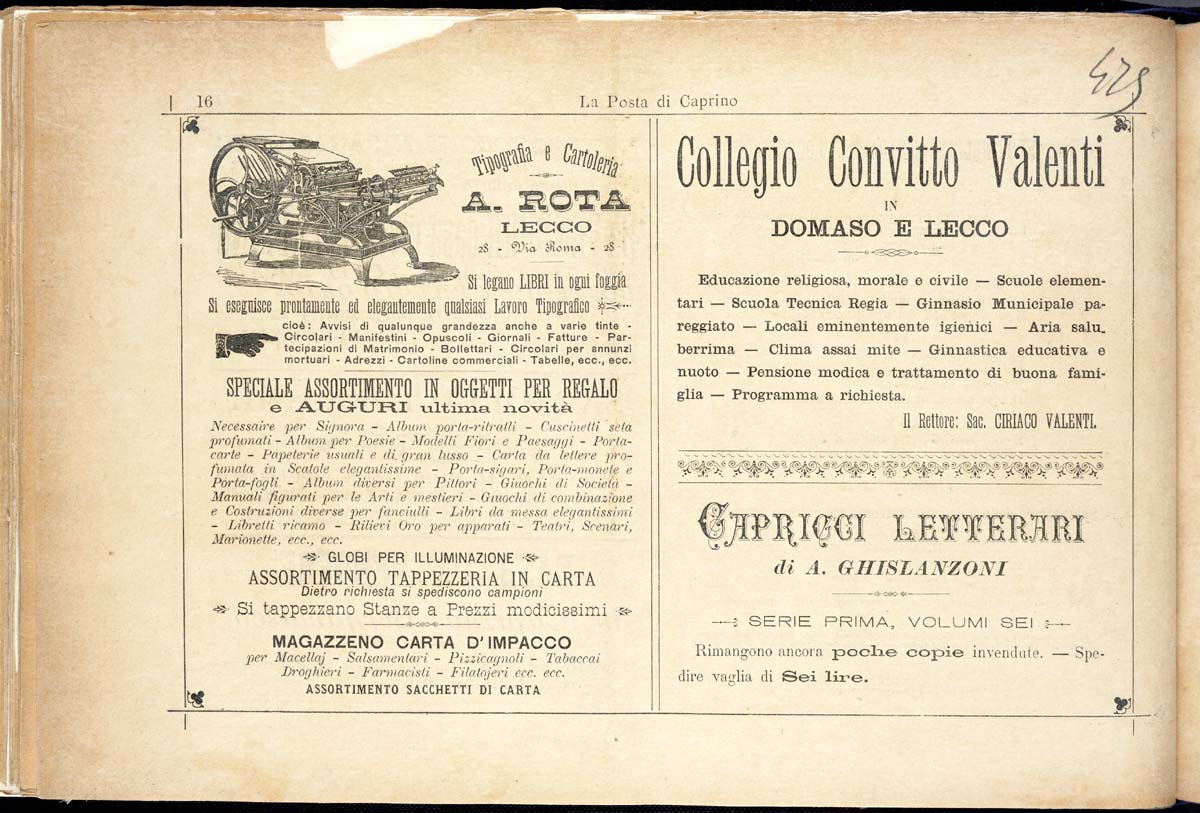 16
La Posta di Caprino
429
Tipografia e Cartoleria
A. ROTA
LECCO
28 - Via Roma - 28
Si legano LIBRI in ogni foggia
Si eseguisce prontamente ed elegantemente qualsiasi Lavoro Tipografico
cioè: Avvisi di qualunque grandezza anche a varie tinte -
Circolari - Manifestini - Opuscoli - Giornali - Fatture - Par-
tecipazioni di Matrimonio - Bollettari - Circolari per annunzi
mortuari - Adrezzi - Cartoline commerciali - Tabelle, ecc., ecc.
SPECIALE ASSORTIMENTO IN OGGETTI PER REGALO
e AUGURI ultima novità
Necessaire per Signora - Album porta-ritratti - Cuscinetti seta
profumati - Album per Poesie - Modelli Fiori e Paesaggi - Porta-
carte - Papeterie usuali e di gran lusso - Carta da lettere pro-
fumata in Scatole elegantissime - Porta-sigari, Porta-monete e
Porta-fogli - Album diversi per Pittori - Giuochi di Società -
Manuali figurati per le Arti e mestieri - Giuochi di combinazione
e Costruzioni diverse per fanciulli - Libri da messa elegantissimi
- Libretti ricamo - Rilievi Oro per apparati - Teatri, Scenari,
Marionette, ecc., ecc.
GLOBI PER ILLUMINAZIONE
ASSORTIMENTO TAPPEZZERIA IN CARTA
Dietro richiesta si spediscono campioni
Si tappezzano Stanze a Prezzi modicissimi
MAGAZZENO CARTA D'IMPACCO
per Macellaj - Salsamentari - Pizzicagnoli - Tabaccai
Droghieri - Farmacisti - Filatojeri ecc. ecc.
ASSORTIMENTO SACCHETTI DI CARTA
Collegio Convitto Valenti
IN
DOMASO E LECCO
Educazione religiosa, morale e civile — Scuole elemen-
tari — Scuola Tecnica Regia — Ginnasio Municipale pa-
reggiato — Locali eminentemente igienici — Aria salu.
berrima — Clima assai mite — Ginnastica educativa e
nuoto — Pensione modica e trattamento di buona fami-
glia — Programma a richiesta.
Il Rettore: Sac. CIRIACO VALENTI.
CAPRICCI LETTERARI
di A. GHISLANZONI
SERIE PRIMA, VOLUMI SEI
Rimangono ancora poche copie invendute. — Spe-
dire vaglia di Sei lire.